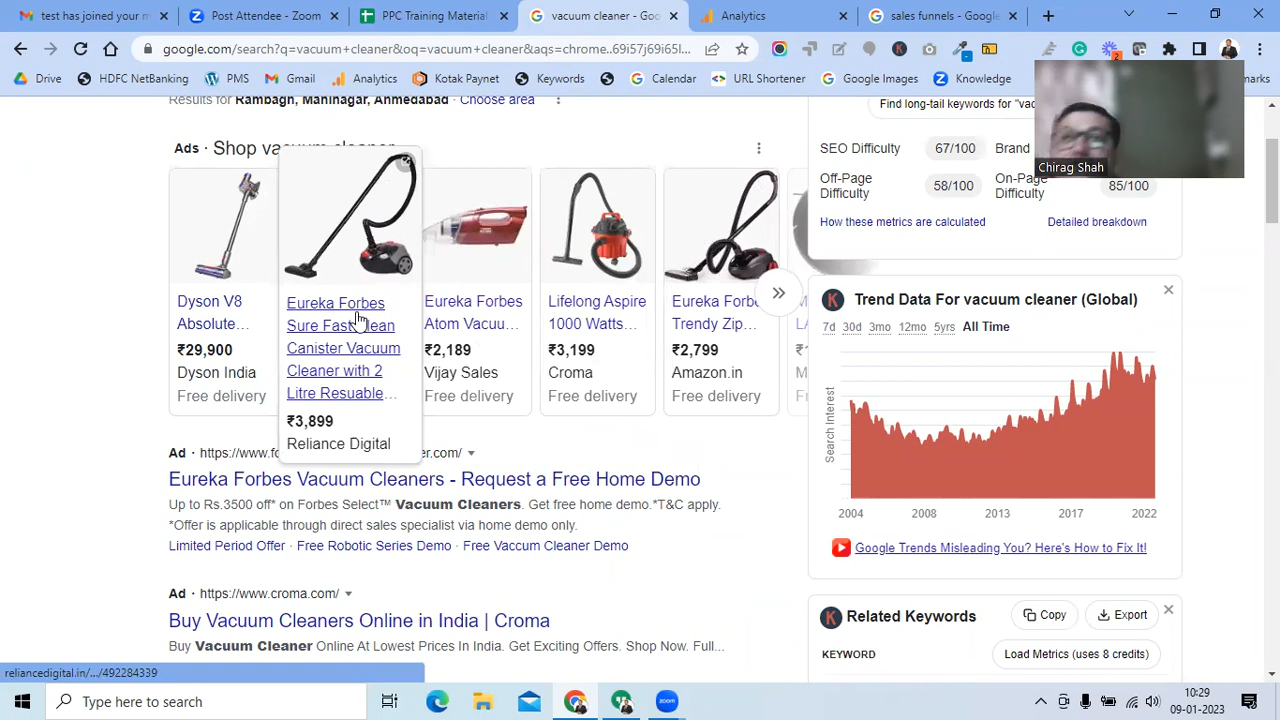 test has joined your m
Post Attendee - Zoom
PPC Training Material
vacuum cleaner - Goo
Analytics
sales funnels - Google
google.com/search?q=vacuum+cleaner&oq=vacuum+cleaner&aqs=chrome..69i57j69i65l...
Drive
HDFC NetBanking
PMS
Gmail
Analytics
Kotak Paynet
Keywords
Calendar
URL Shortener
Google Images
Knowledge
marks
Results for Rambagh, Maninagar, Ahmedabad · Choose area
Ads · Shop vacuum cleaner
Dyson V8
Absolute...
₹29,900
Dyson India
Free delivery
Eureka Forbes
Sure Fast Clean
Canister Vacuum
Cleaner with 2
Litre Resuable...
₹3,899
Reliance Digital
Eureka Forbes
Atom Vacuu...
₹2,189
Vijay Sales
Free delivery
Lifelong Aspire
1000 Watts...
₹3,199
Croma
Free delivery
Eureka Forbe
Trendy Zip...
₹2,799
Amazon.in
Free delivery
Ad · https://www.fo
er.com/
Eureka Forbes Vacuum Cleaners - Request a Free Home Demo
Up to Rs.3500 off* on Forbes Select™ Vacuum Cleaners. Get free home demo.*T&C apply.
*Offer is applicable through direct sales specialist via home demo only.
Limited Period Offer · Free Robotic Series Demo · Free Vaccum Cleaner Demo
Ad · https://www.croma.com/
Buy Vacuum Cleaners Online in India | Croma
Buy Vacuum Cleaner Online At Lowest Prices In India. Get Exciting Offers. Shop Now. Full...
reliancedigital.in/.../492284339
Find long-tail keywords for "vac
SEO Difficulty
67/100
Brand
Off-Page
Difficulty
58/100
On-Page
Difficulty
85/100
How these metrics are calculated
Detailed breakdown
Chirag Shah
Trend Data For vacuum cleaner (Global)
7d 30d 3mo 12mo 5yrs All Time
Search Interest
2004 2008 2013 2017 2022
Google Trends Misleading You? Here's How to Fix It!
Related Keywords
Copy
Export
KEYWORD
Load Metrics (uses 8 credits)
Type here to search
10:29
09-01-2023